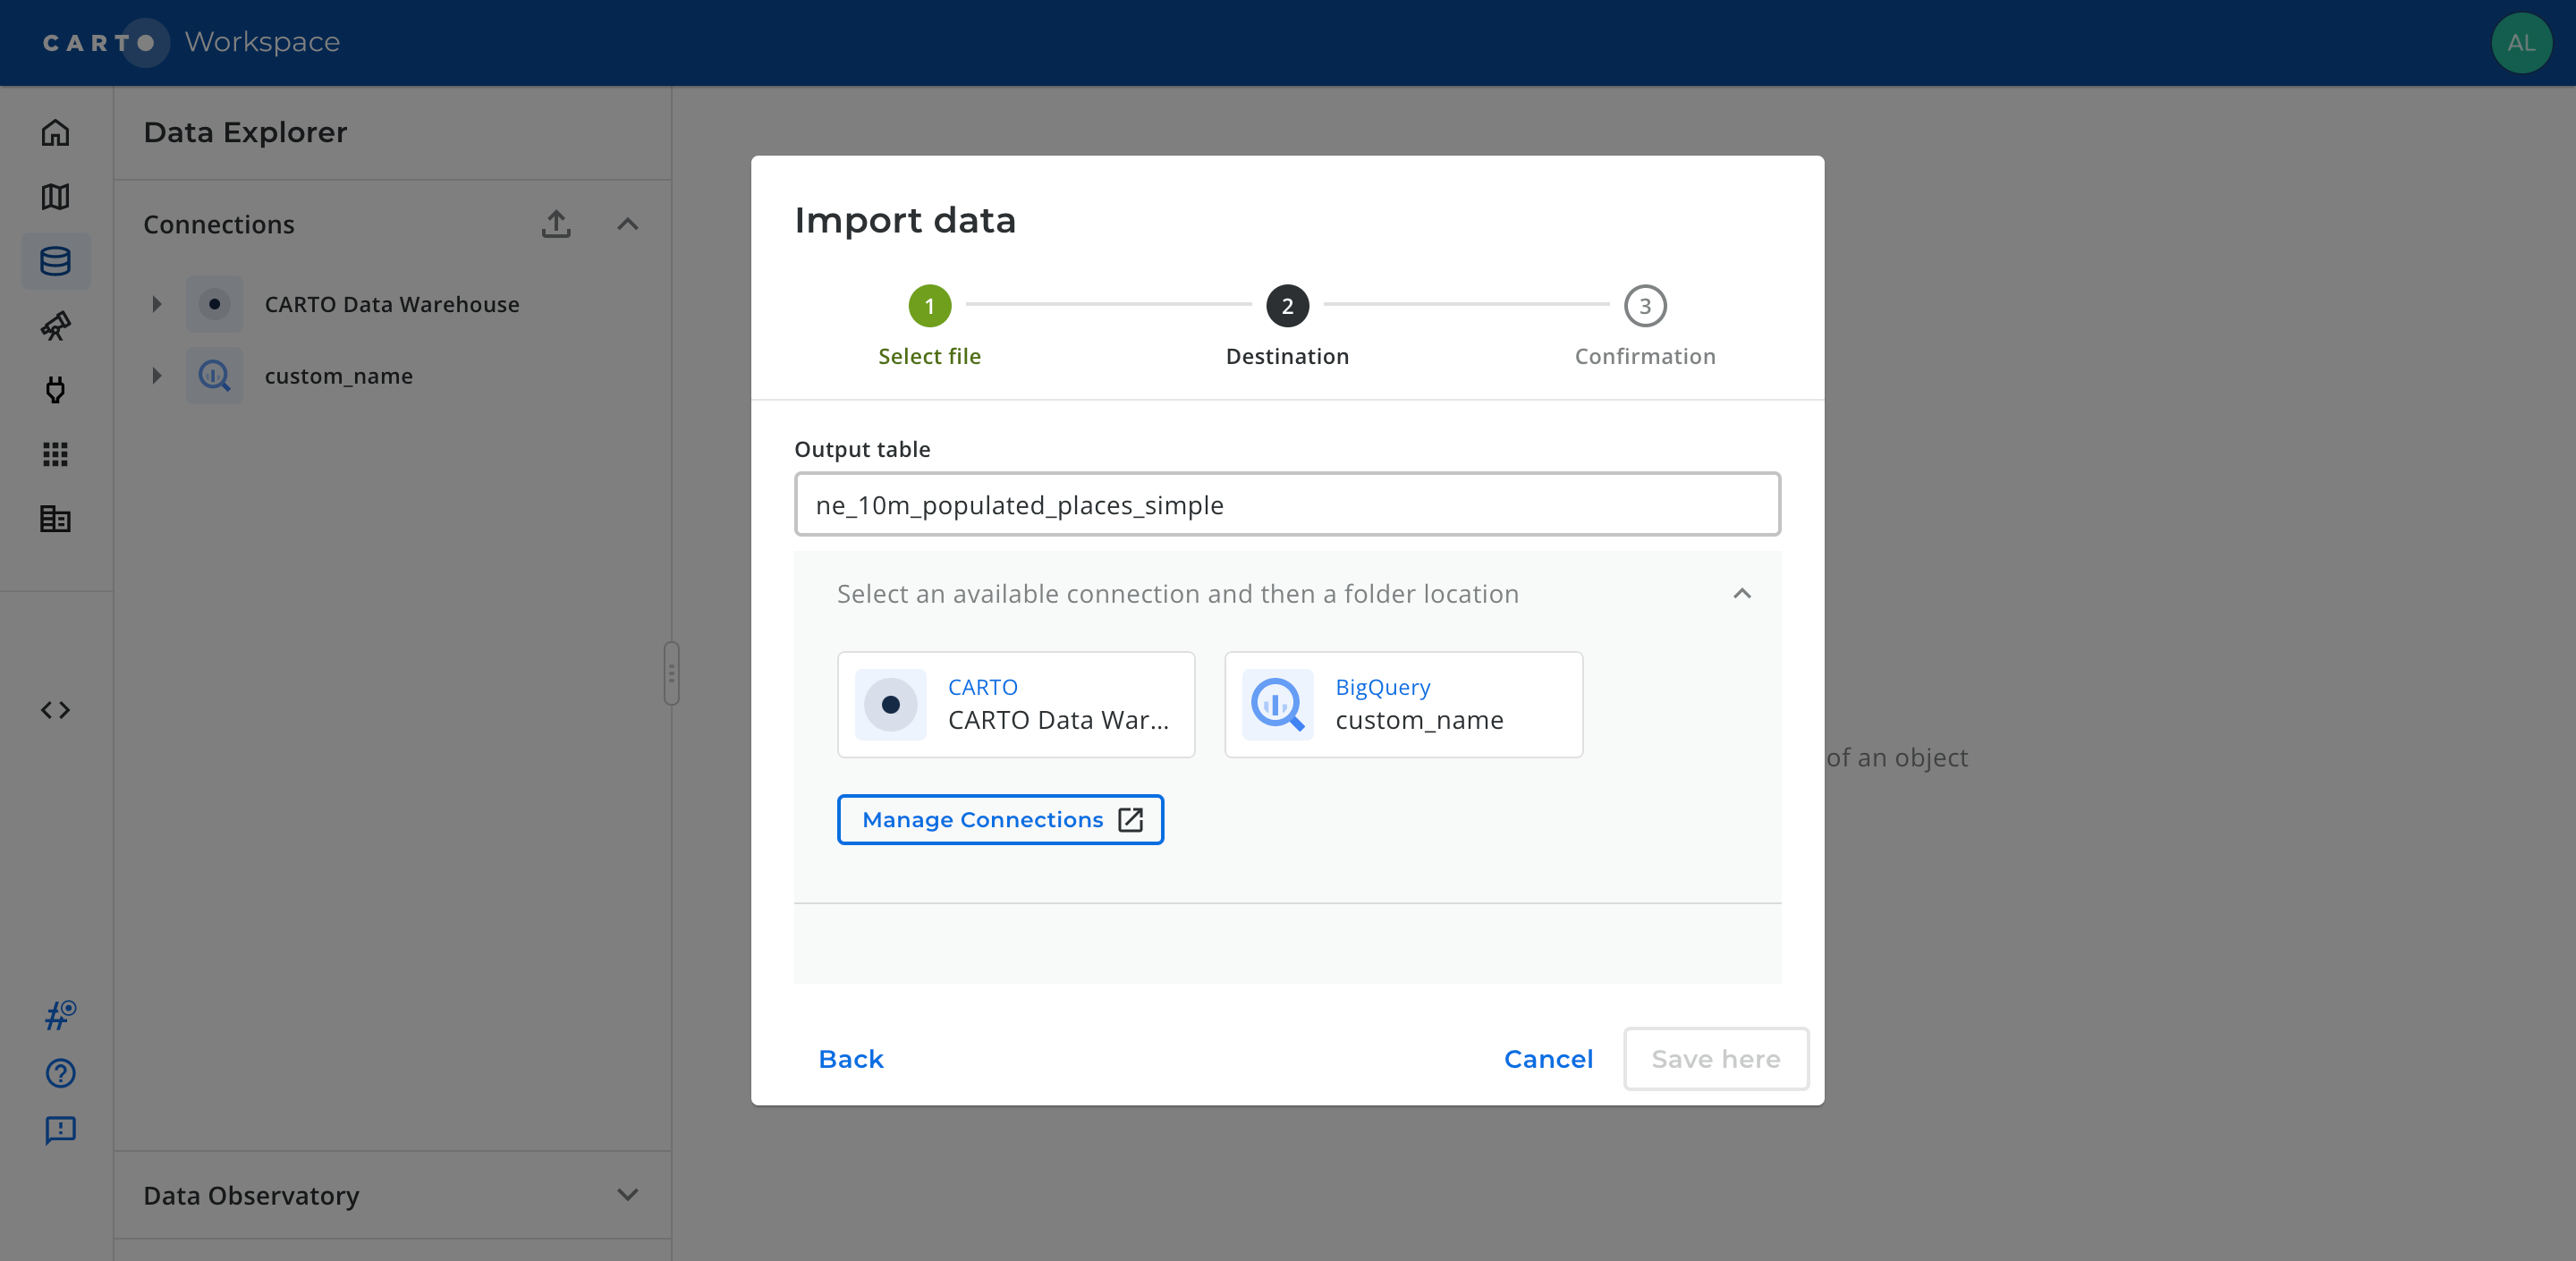 CARTO Workspace
AL
Data Explorer
Connections
CARTO Data Warehouse
custom_name
Data Observatory
Import data
1
2
3
Select file
Destination
Confirmation
Output table
ne_10m_populated_places_simple
Select an available connection and then a folder location
CARTO
CARTO Data War...
BigQuery
custom_name
Manage Connections
of an object
Back
Cancel
Save here